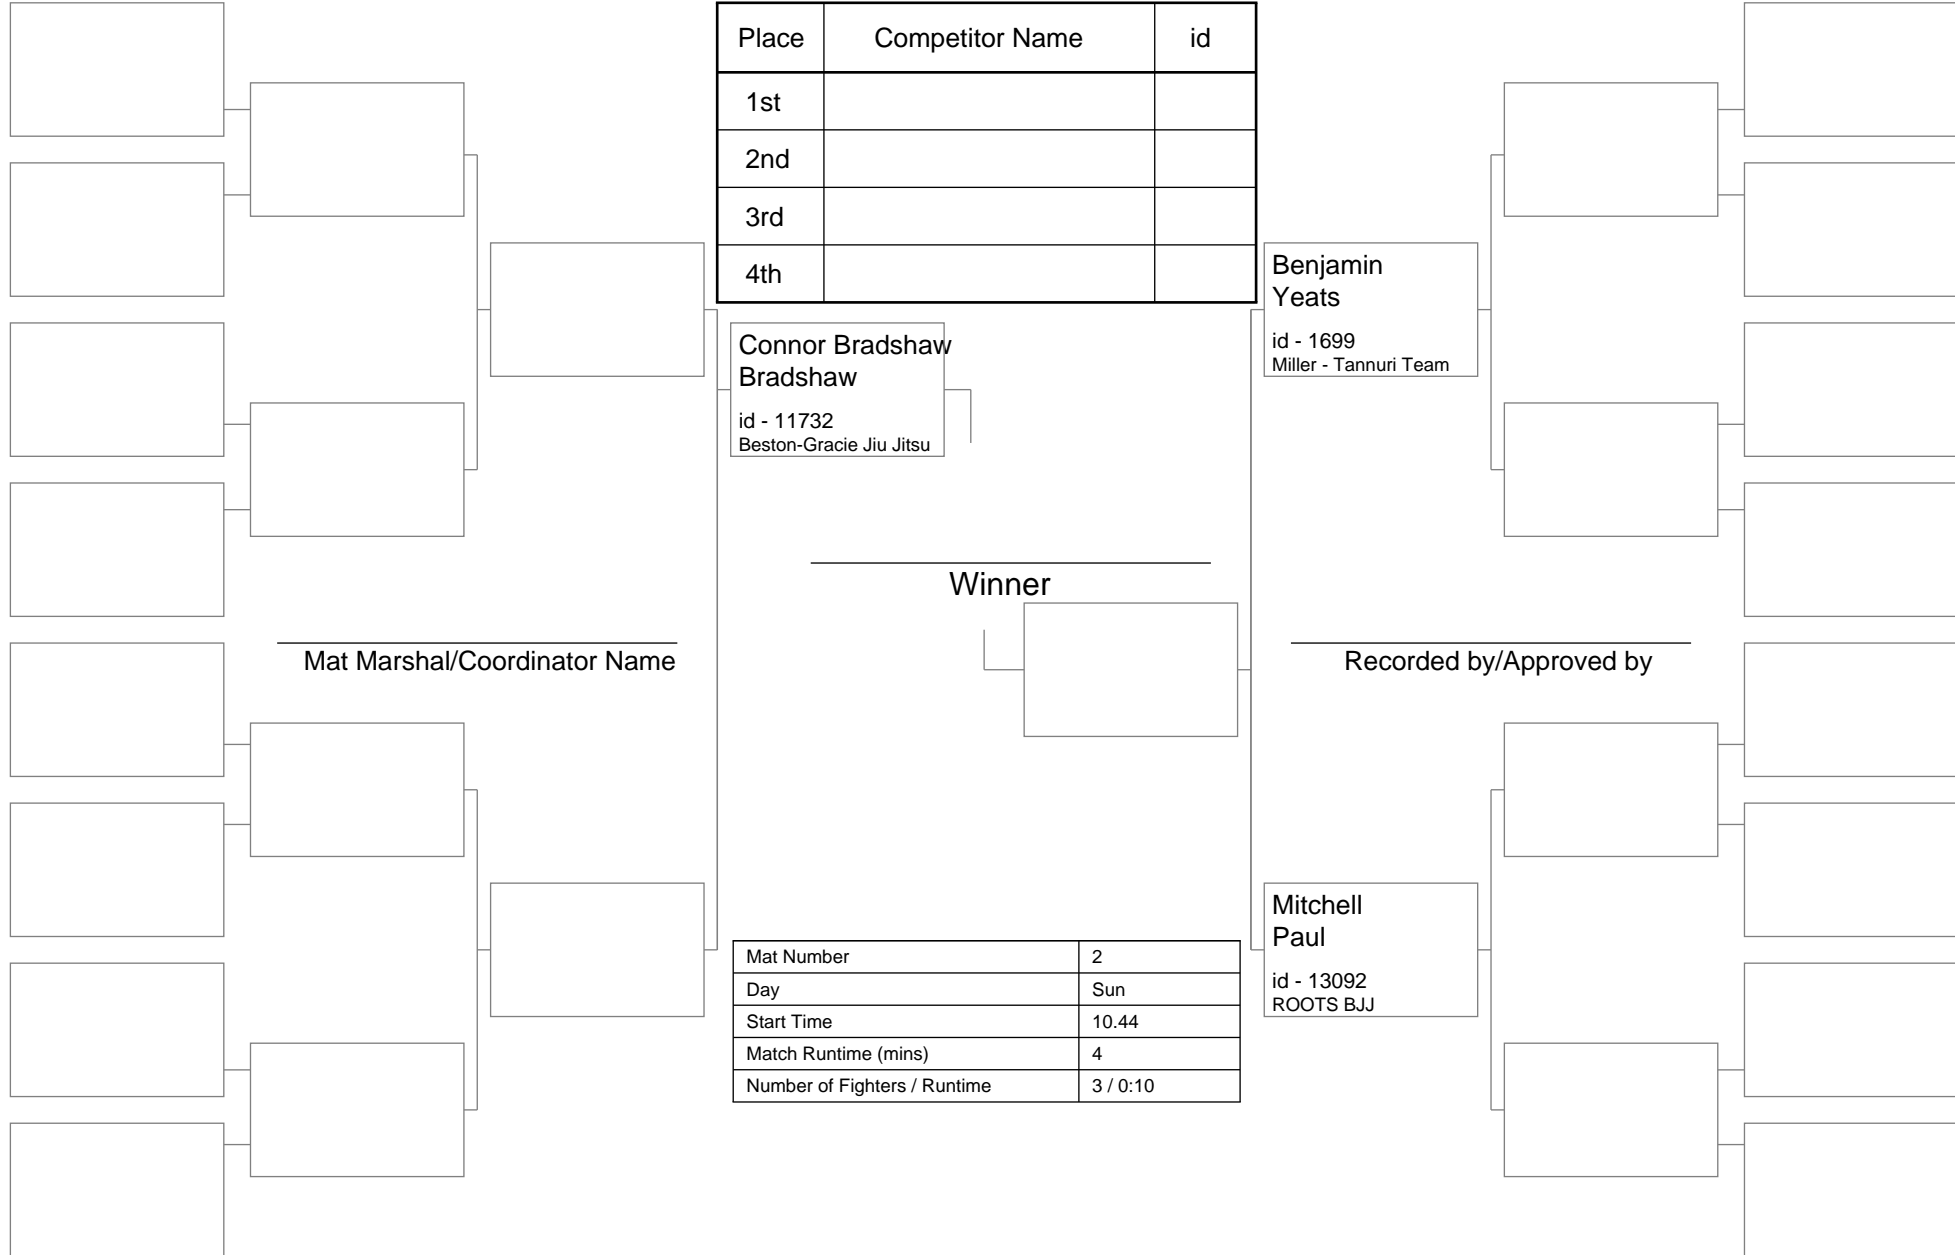 Place Competitor Name id
1st
2nd
3rd
4th
Benjamin
Yeats
id - 1699
Miller - Tannuri Team
Connor Bradshaw
Bradshaw
id - 11732
Beston-Gracie Jiu Jitsu
Winner
Mat Marshal/Coordinator Name
Recorded by/Approved by
Mitchell
Paul
id - 13092
ROOTS BJJ
Mat Number 2
Day Sun
Start Time 10.44
Match Runtime (mins) 4
Number of Fighters / Runtime 3 / 0:10